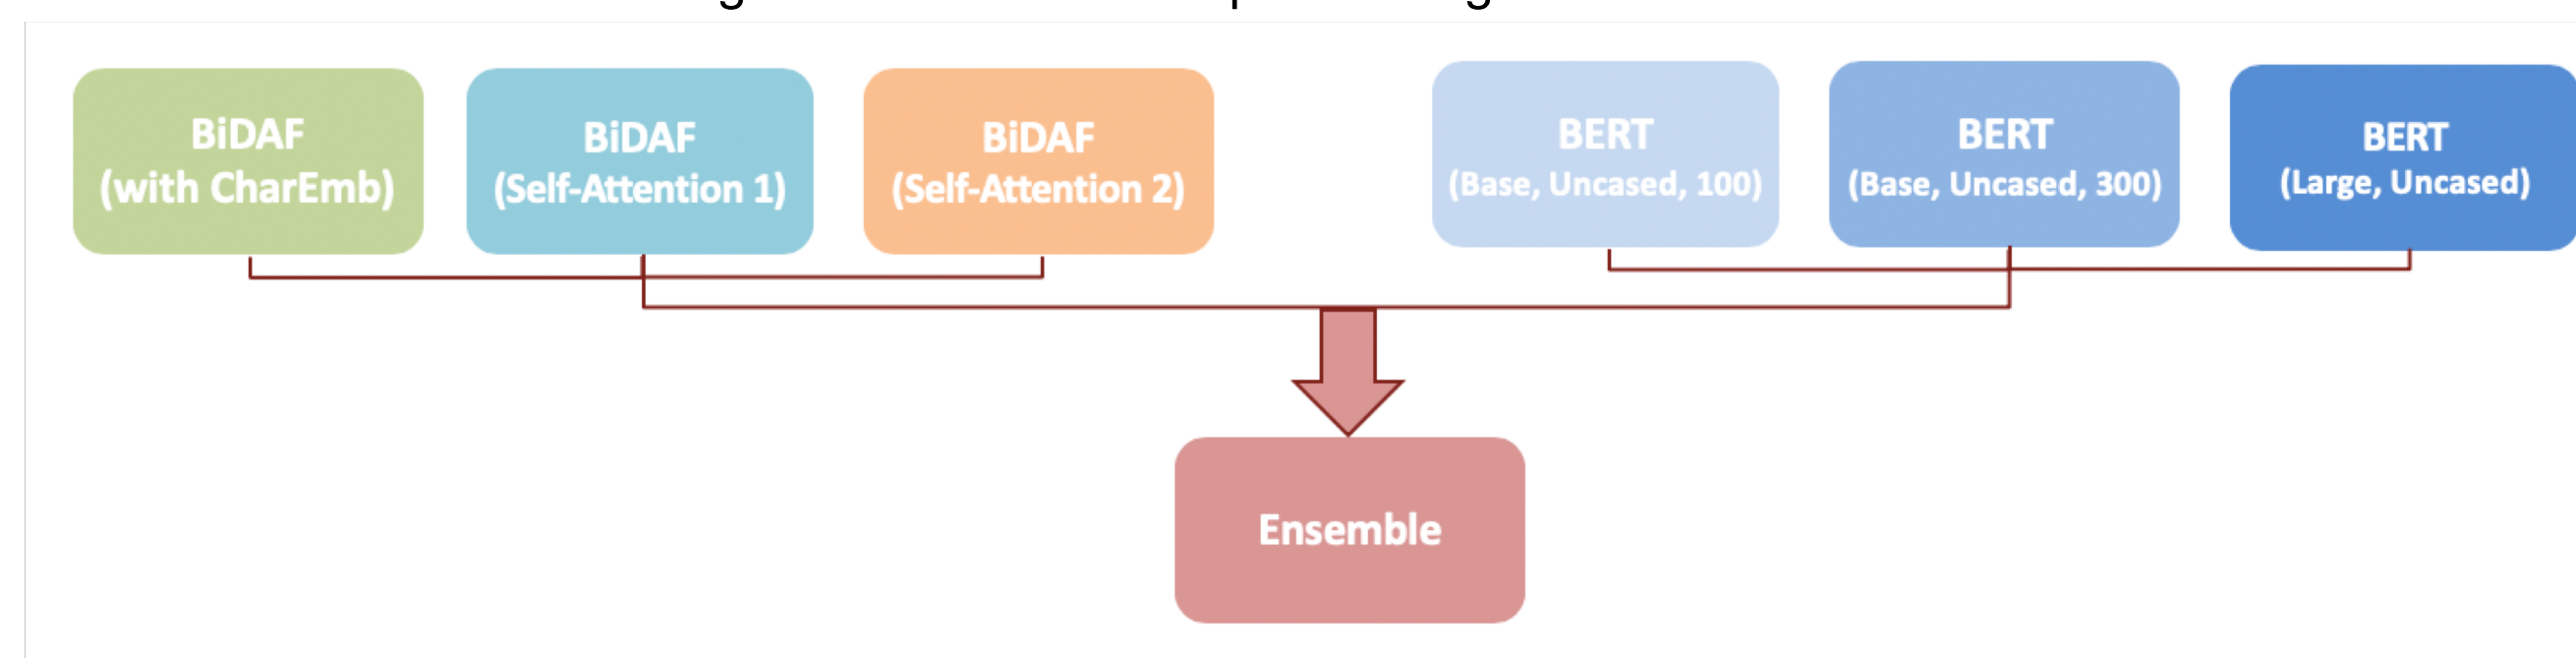 BiDAF
(with CharEmb)
BiDAF
(Self-Attention 1)
BiDAF
(Self-Attention 2)
BERT
(Base, Uncased, 100)
BERT
(Base, Uncased, 300)
BERT
(Large, Uncased)
Ensemble